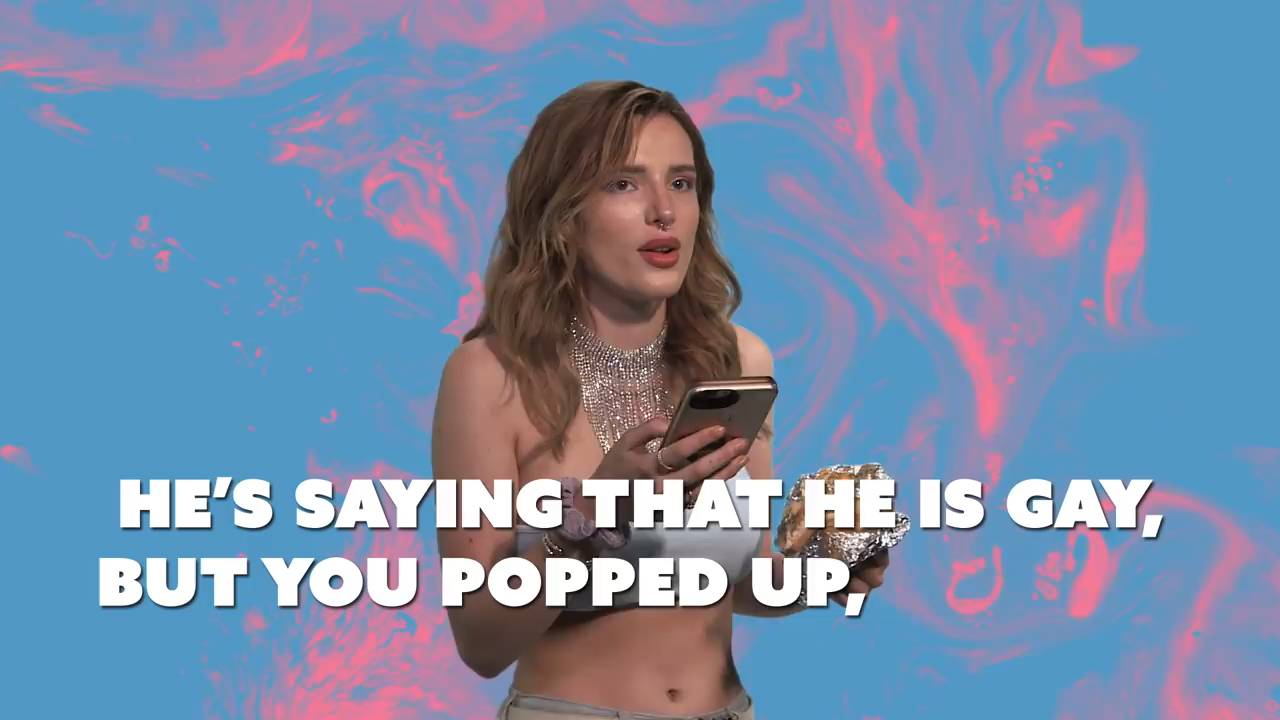 HE'S SAYING THAT HE IS GAY,
BUT YOU POPPED UP,